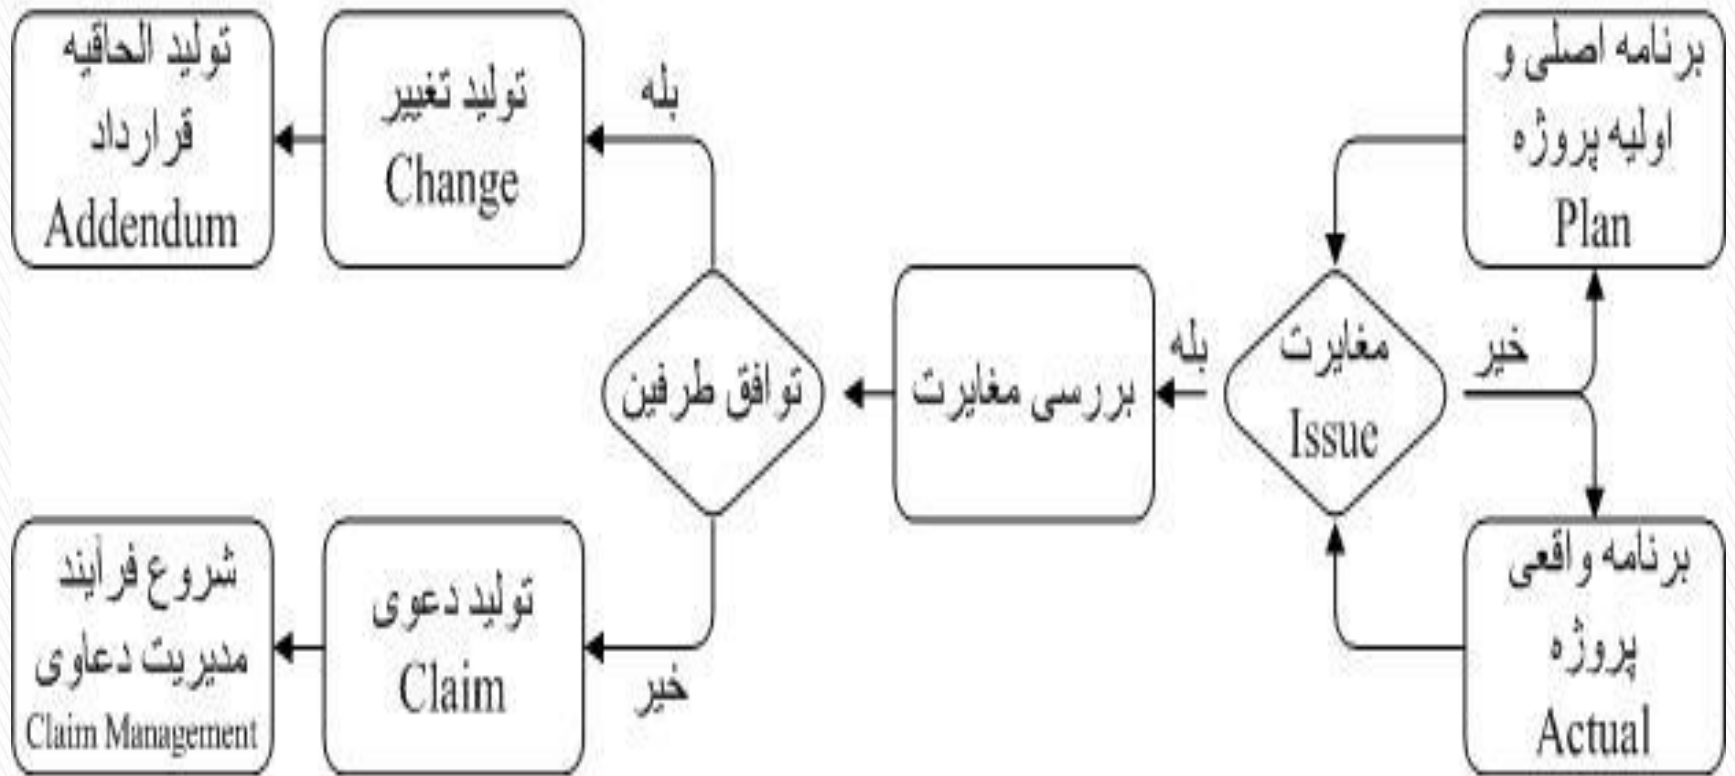 برنامه اصلی و
اولیه پروژه
Plan
مغایرت
Issue
خیر
برنامه واقعی
پروژه
Actual
بله
بررسی مغایرت
توافق طرفین
بله
تولید تغییر
Change
تولید الحاقیه
قرارداد
Addendum
خیر
تولید دعوی
Claim
شروع فرآیند
مدیریت دعاوی
Claim Management